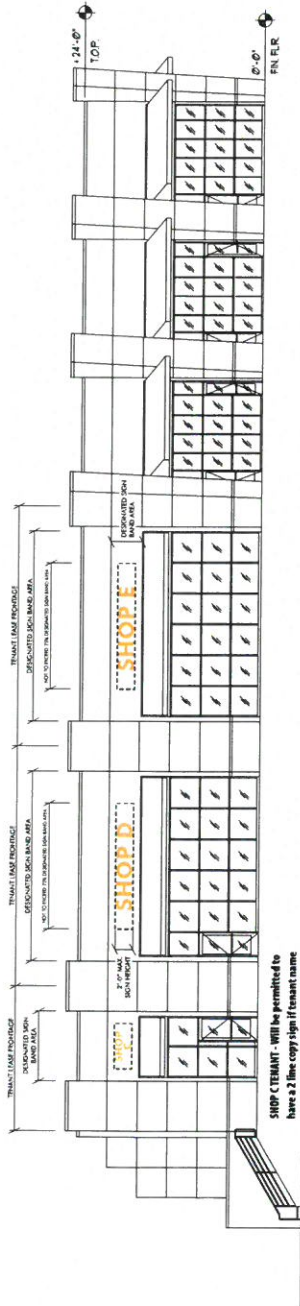 TENANT LEASE FRONTAGE
TENANT LEASE FRONTAGE
TENANT LEASE FRONTAGE
DESIGNATED SIGN
BAND AREA
DESIGNATED SIGN BAND AREA
DESIGNATED SIGN BAND AREA
NOT TO EXCEED 75% DESIGNATED SIGN BAND AREA
NOT TO EXCEED 75% DESIGNATED SIGN BAND AREA
+ 24'-0"
T.O.P.
SHOP
C
2'-0" MAX.
SIGN HEIGHT
SHOP D
SHOP E
DESIGNATED SIGN
BAND AREA
0'-0"
FIN. FLR.
SHOP C TENANT - Will be permitted to
have a 2 line copy sign if tenant name